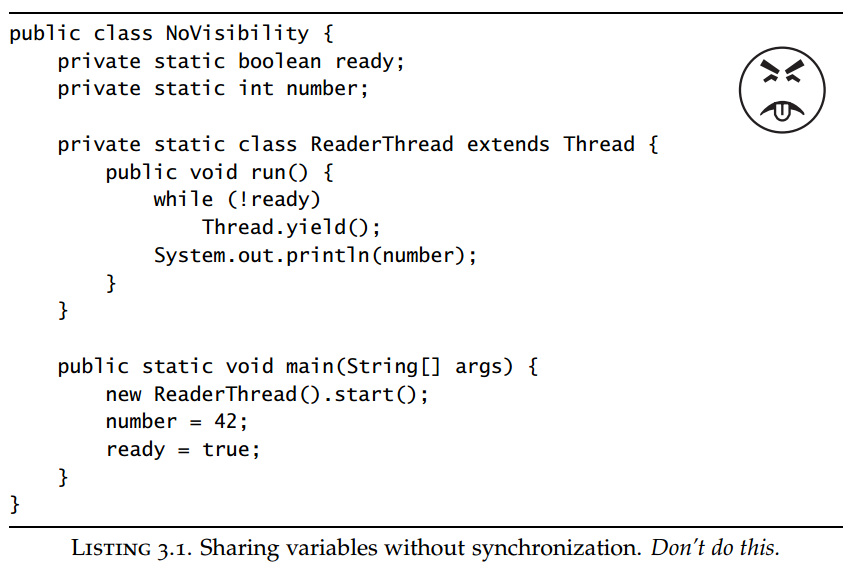 public class NoVisibility {
    private static boolean ready;
    private static int number;

    private static class ReaderThread extends Thread {
        public void run() {
            while (!ready)
                Thread.yield();
            System.out.println(number);
        }
    }

    public static void main(String[] args) {
        new ReaderThread().start();
        number = 42;
        ready = true;
    }
}
LISTING 3.1. Sharing variables without synchronization. Don't do this.